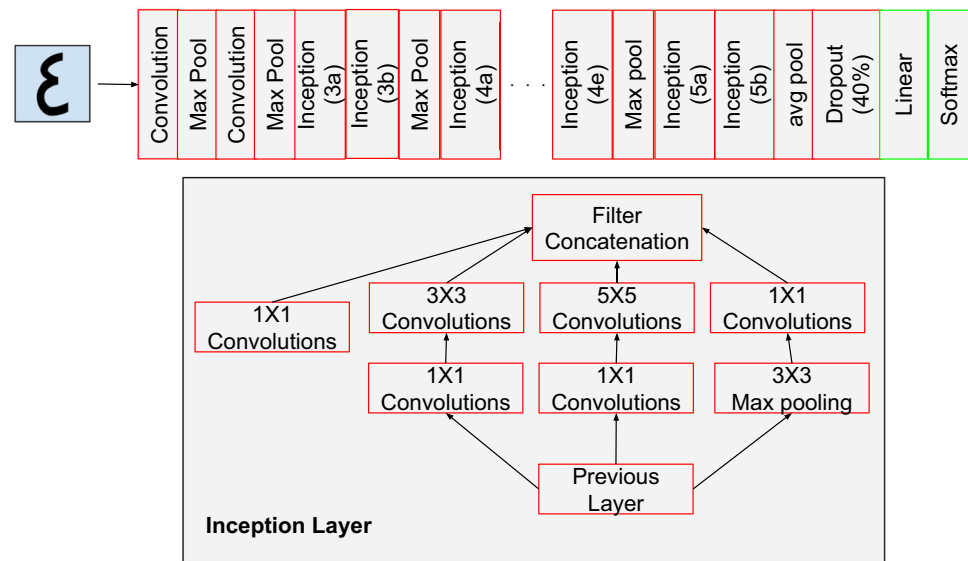 ع
Convolution
Max Pool
Convolution
Max Pool
Inception
(3a)
Inception
(3b)
Max Pool
Inception
(4a)
. . .
Inception
(4e)
Max pool
Inception
(5a)
Inception
(5b)
avg pool
Dropout
(40%)
Linear
Softmax
Filter
Concatenation
1X1
Convolutions
3X3
Convolutions
5X5
Convolutions
1X1
Convolutions
1X1
Convolutions
1X1
Convolutions
3X3
Max pooling
Previous
Layer
Inception Layer